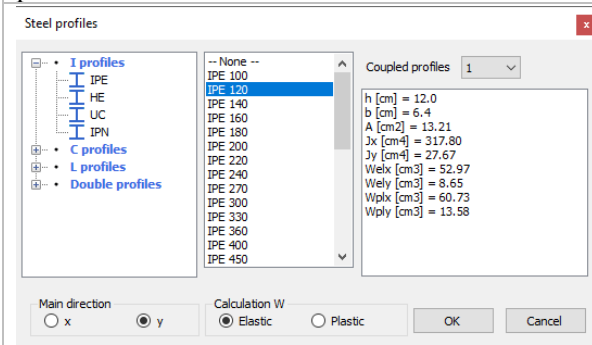 Steel profiles
x
I profiles
IPE
HE
UC
IPN
C profiles
L profiles
Double profiles
-- None --
IPE 100
IPE 120
IPE 140
IPE 160
IPE 180
IPE 200
IPE 220
IPE 240
IPE 270
IPE 300
IPE 330
IPE 360
IPE 400
IPE 450
Coupled profiles 1
h [cm] = 12.0
b [cm] = 6.4
A [cm2] = 13.21
Jx [cm4] = 317.80
Jy [cm4] = 27.67
Welx [cm3] = 52.97
Wely [cm3] = 8.65
Wplx [cm3] = 60.73
Wply [cm3] = 13.58
Main direction
x y
Calculation W
Elastic Plastic
OK
Cancel